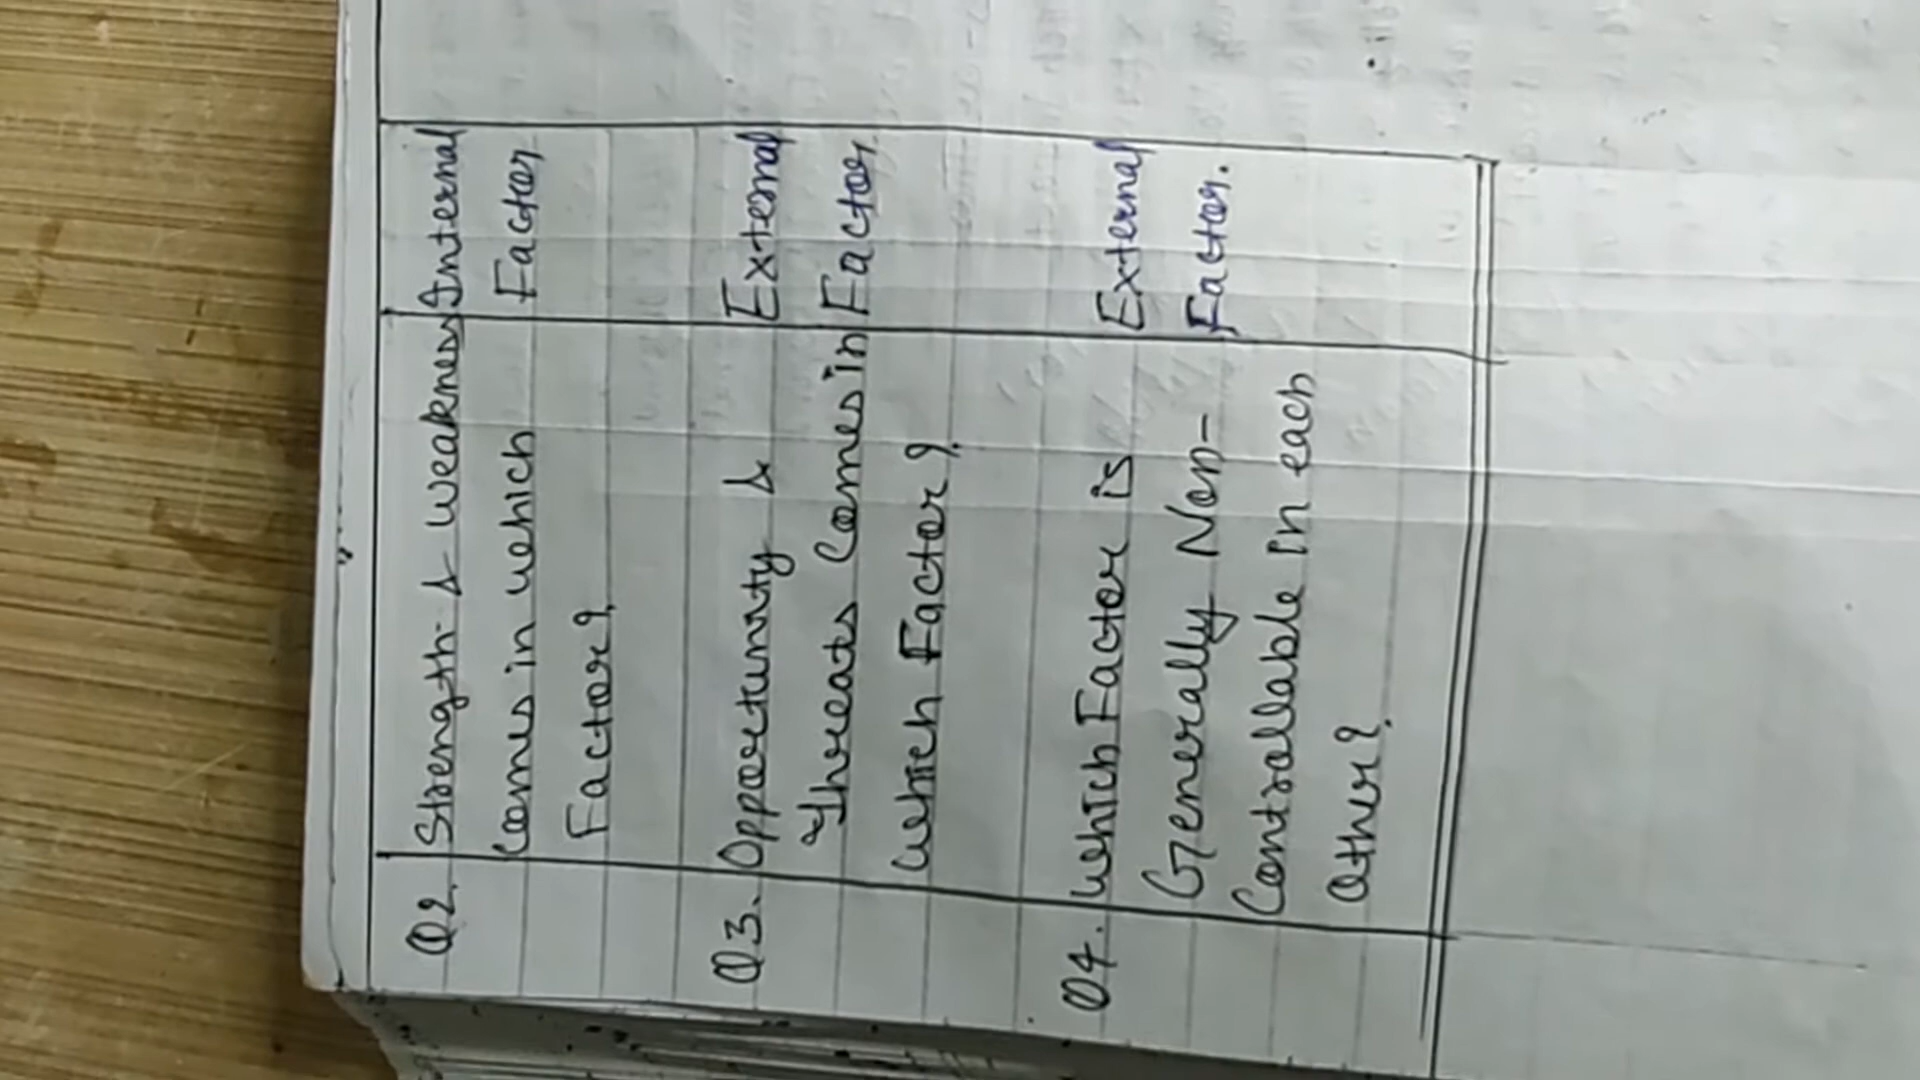 Q2. Strength & weakness Internal
comes in which Factor
Factor?
Q3. Opportunity & External
Threats Comes in Factor
which Factor?
Q4. Which Factor is External
Generally Non- Factor.
Controllable in each
other?